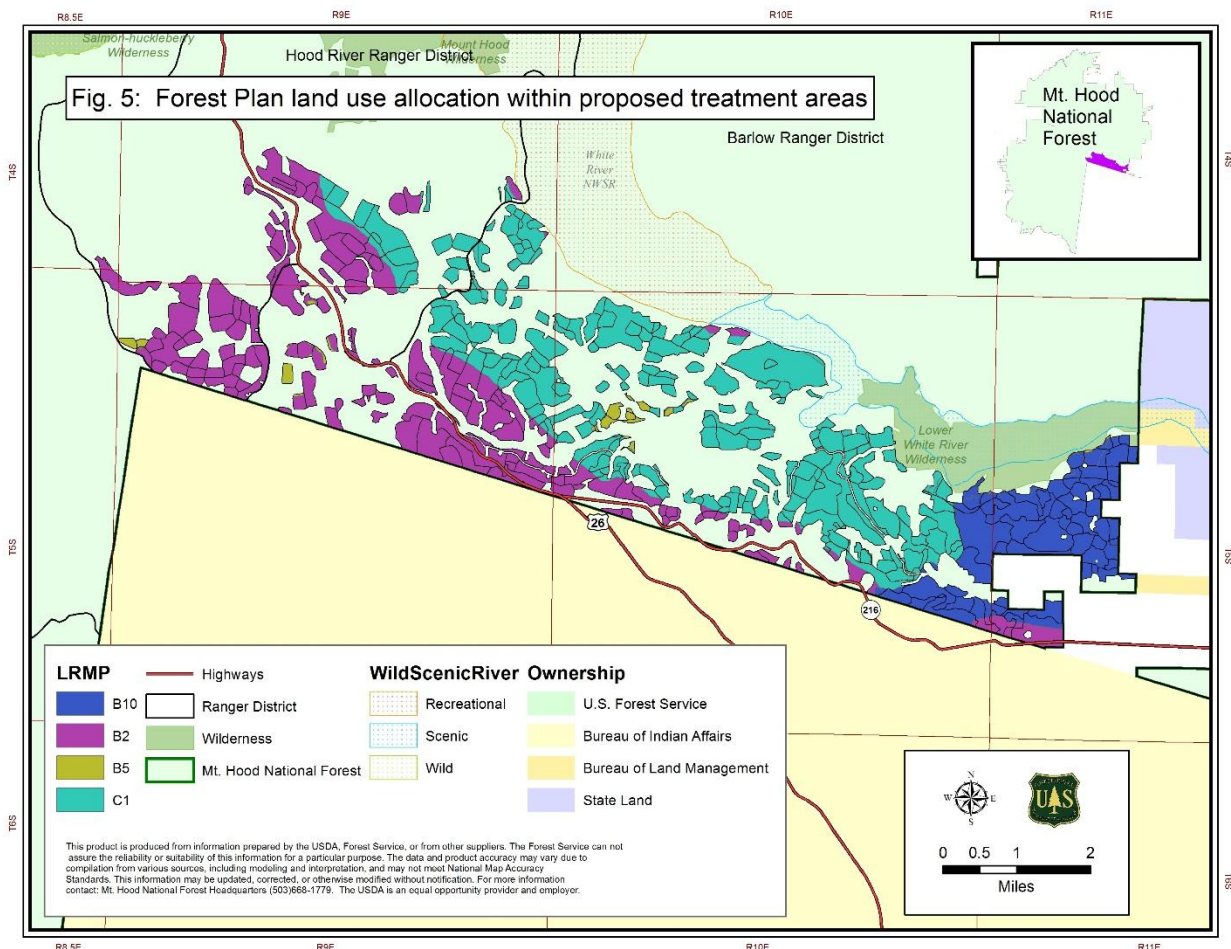 R8.5E
R9E
R10E
R11E
Salmon-huckleberry
Wilderness
Hood River Ranger District
Mount Hood
Wilderness
Fig. 5: Forest Plan land use allocation within proposed treatment areas
Mt. Hood
National
Forest
Barlow Ranger District
White
River
NWSR
T4S
T4S
Lower
White River
Wilderness
26
216
T5S
T6S
LRMP
B10
B2
B5
C1
Highways
Ranger District
Wilderness
Mt. Hood National Forest
WildScenicRiver
Recreational
Scenic
Wild
Ownership
U.S. Forest Service
Bureau of Indian Affairs
Bureau of Land Management
State Land
This product is produced from information prepared by the USDA, Forest Service, or from other suppliers. The Forest Service can not
assure the reliability or suitability of this information for a particular purpose. The data and product accuracy may vary due to
compilation from various sources, including modeling and interpretation, and may not meet National Map Accuracy
Standards. This information may be updated, corrected, or otherwise modified without notification. For more information
contact: Mt. Hood National Forest Headquarters (503)668-1779. The USDA is an equal opportunity provider and employer.
N
W
E
S
U S
0 0.5 1 2
Miles
R8.5E
R9E
R10E
R11E